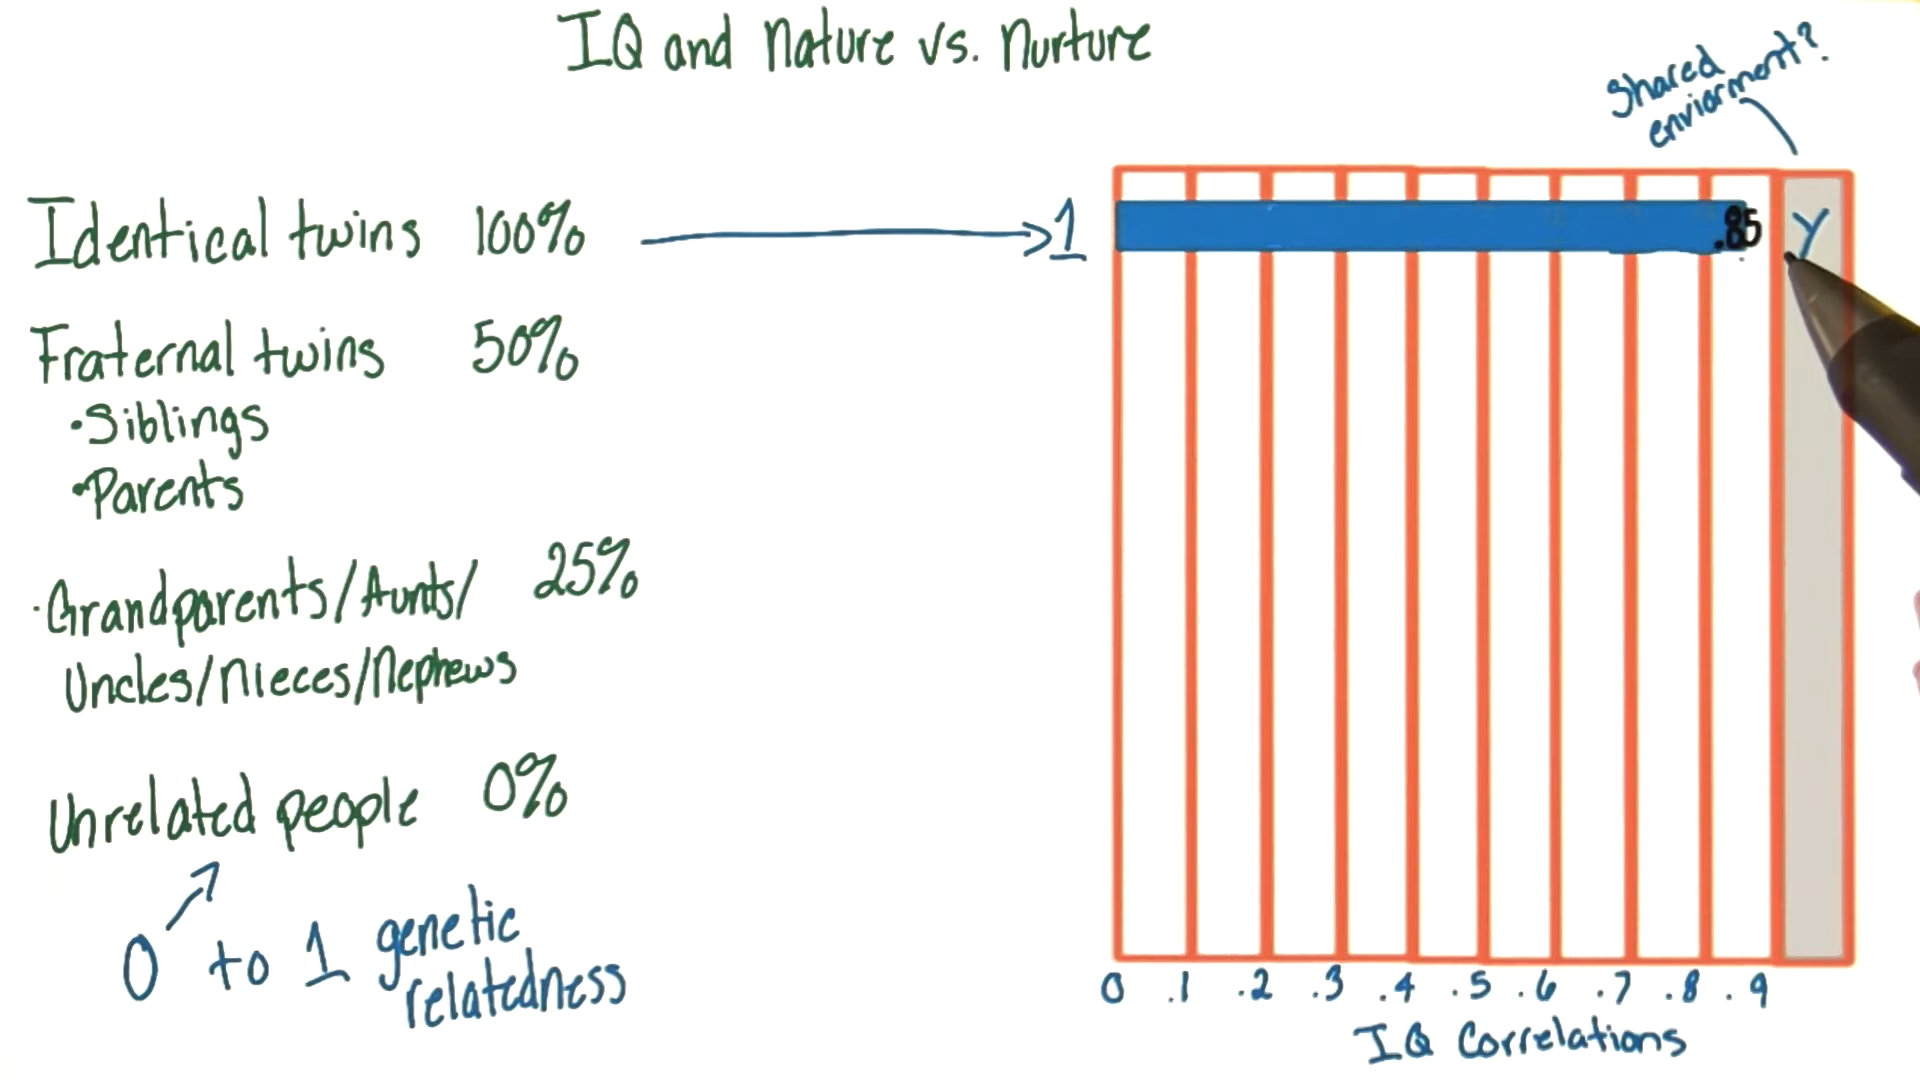 IQ and Nature vs. Nurture
Shared
enviorment?
Identical twins 100%
1
.85
Y
Fraternal twins 50%
•Siblings
•Parents
•Grandparents/Aunts/ 25%
Uncles/Nieces/Nephews
Unrelated people 0%
0 to 1 genetic
relatedness
0 .1 .2 .3 .4 .5 .6 .7 .8 .9
IQ Correlations